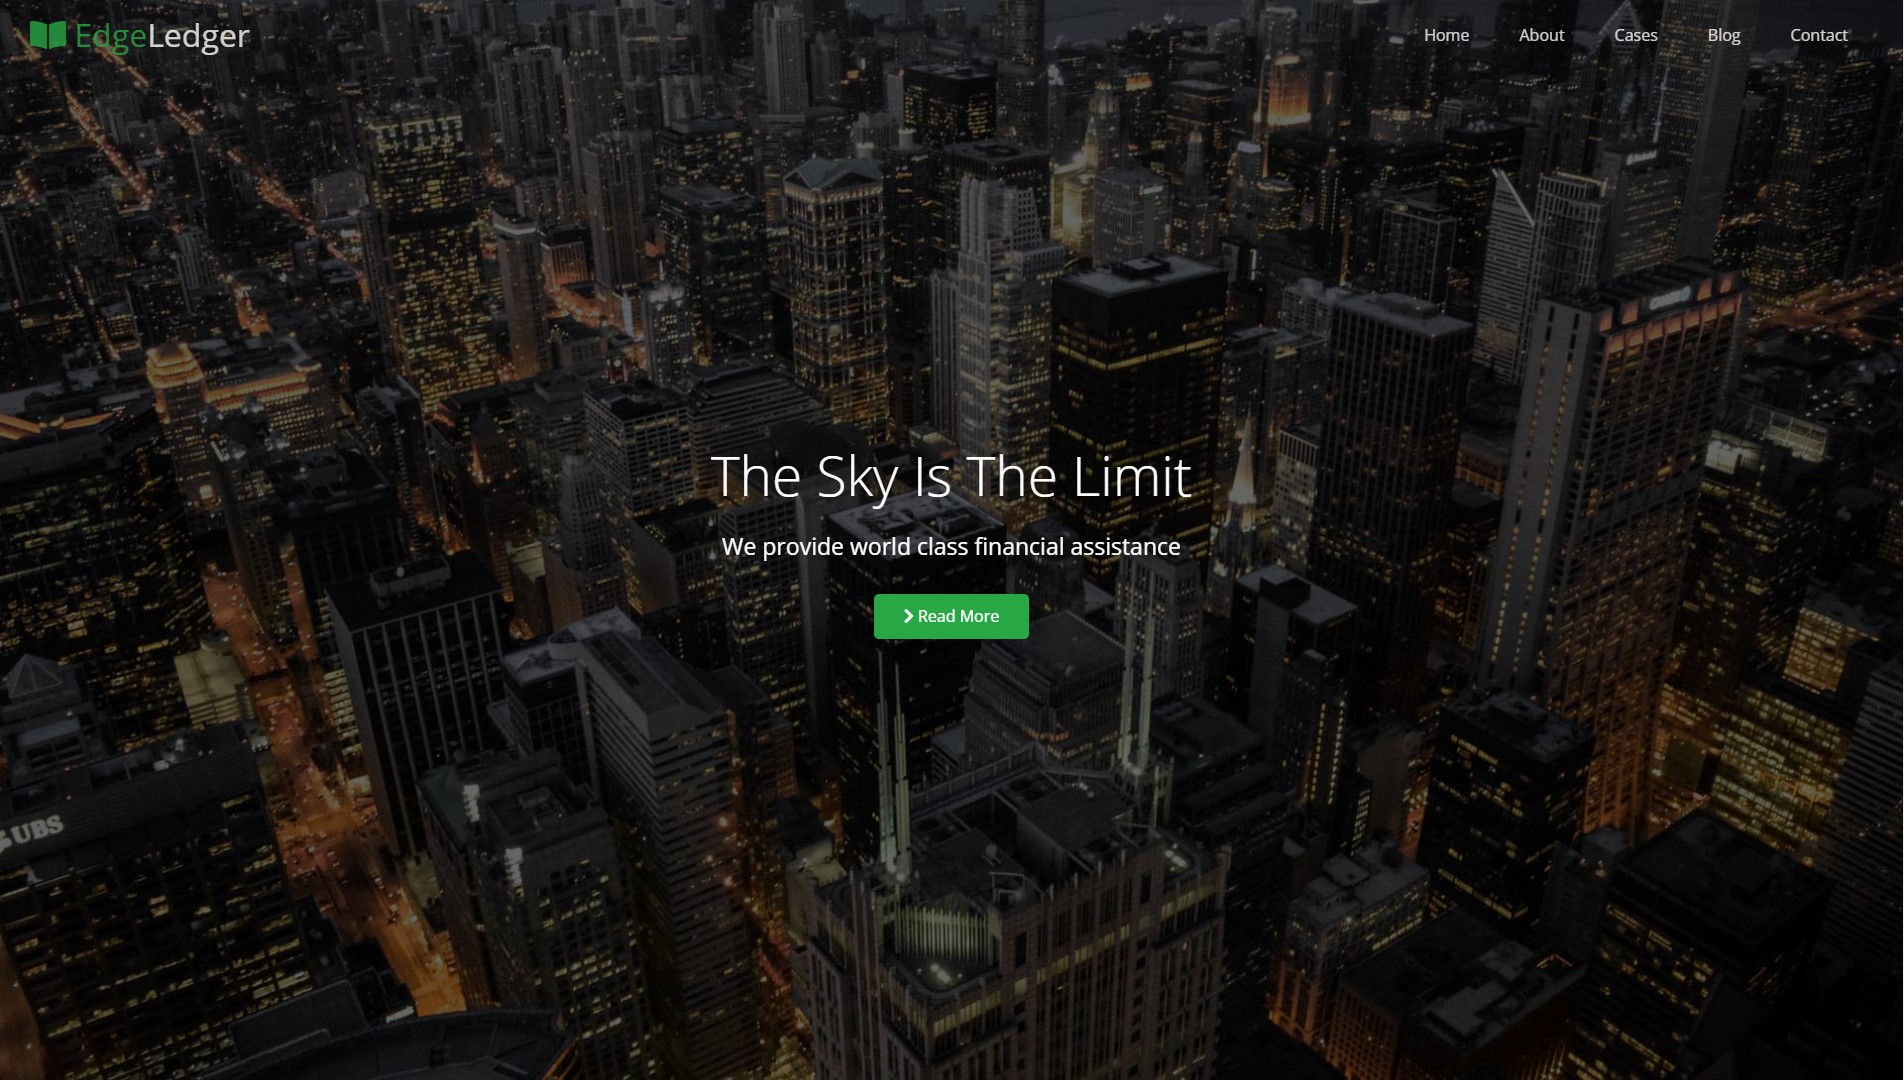 EdgeLedger
Home
About
Cases
Blog
Contact
The Sky Is The Limit
We provide world class financial assistance
Read More
UBS